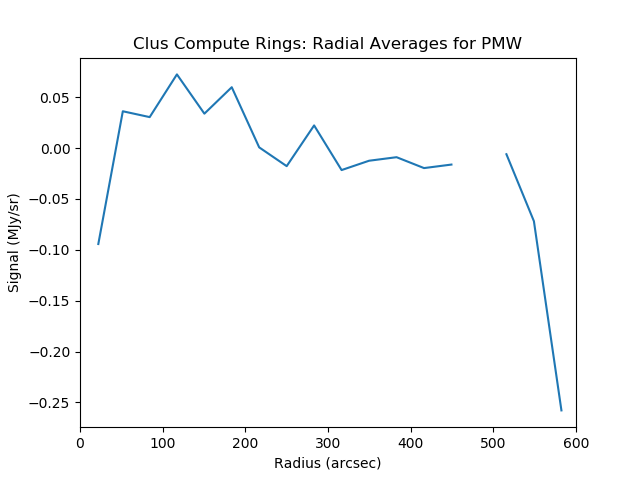 Clus Compute Rings: Radial Averages for PMW
0.05
0.00
−0.05
−0.10
−0.15
−0.20
−0.25
Signal (MJy/sr)
0 100 200 300 400 500 600
Radius (arcsec)